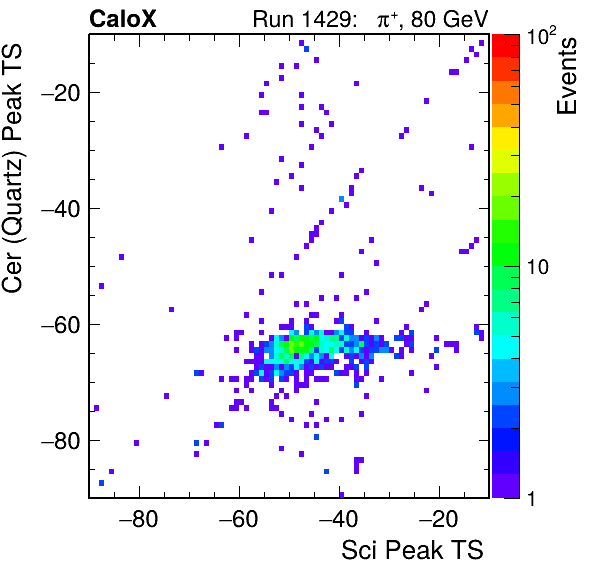 CaloX Run 1429: π⁺, 80 GeV
Cer (Quartz) Peak TS
−20
−40
−60
−80
−80 −60 −40 −20
Sci Peak TS
10²
10
1
Events